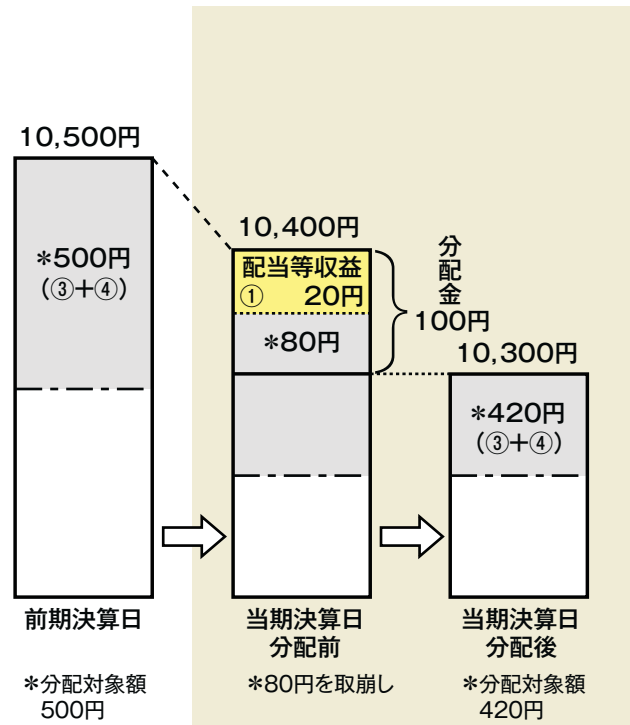 10,500円
*500円
(③+④)
前期決算日
*分配対象額
500円
10,400円
配当等収益
① 20円
*80円
分配金
100円
当期決算日
分配前
*80円を取崩し
10,300円
*420円
(③+④)
当期決算日
分配後
*分配対象額
420円